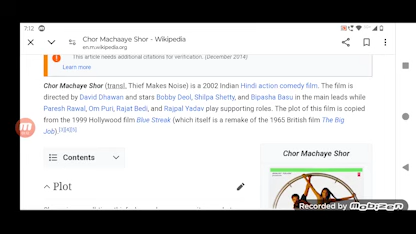 7:12
Chor Machaaye Shor - Wikipedia
en.m.wikipedia.org
This article needs additional citations for verification. (December 2014)
Learn more
Chor Machaye Shor (transl. Thief Makes Noise) is a 2002 Indian Hindi action comedy film. The film is
directed by David Dhawan and stars Bobby Deol, Shilpa Shetty, and Bipasha Basu in the main leads while
Paresh Rawal, Om Puri, Rajat Bedi, and Rajpal Yadav play supporting roles. The plot of this film is copied
from the 1999 Hollywood film Blue Streak (which itself is a remake of the 1965 British film The Big
Job).[3][4][5]
Contents
Chor Machaye Shor
Plot
Recorded by
Mobizen